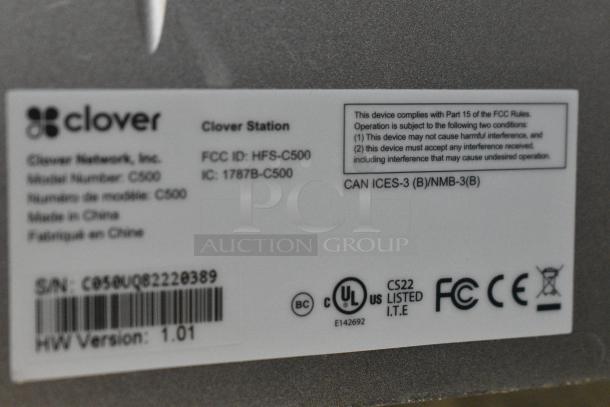 clover
Clover Station
Clover Network, Inc.
Model Number: C500
Numéro de modèle: C500
Made in China
Fabriqué en Chine
FCC ID: HFS-C500
IC: 1787B-C500
This device complies with Part 15 of the FCC Rules.
Operation is subject to the following two conditions:
(1) This device may not cause harmful interference, and
(2) this device must accept any interference received,
including interference that may cause undesired operation.
CAN ICES-3 (B)/NMB-3(B)
PCI
AUCTION GROUP
S/N: C050UQ82220389
HW Version: 1.01
BC
C UL US
E142692
CS22
LISTED
I.T.E
FC CE